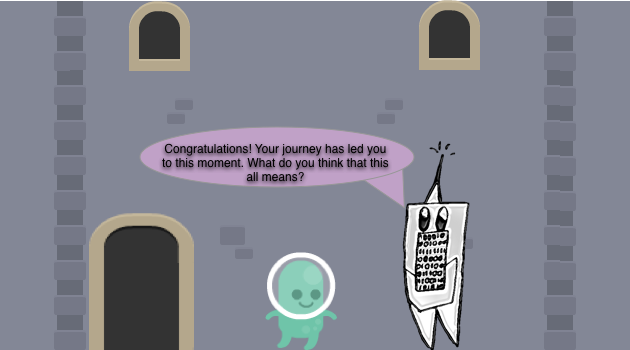 Congratulations! Your journey has led you
to this moment. What do you think that this
all means?